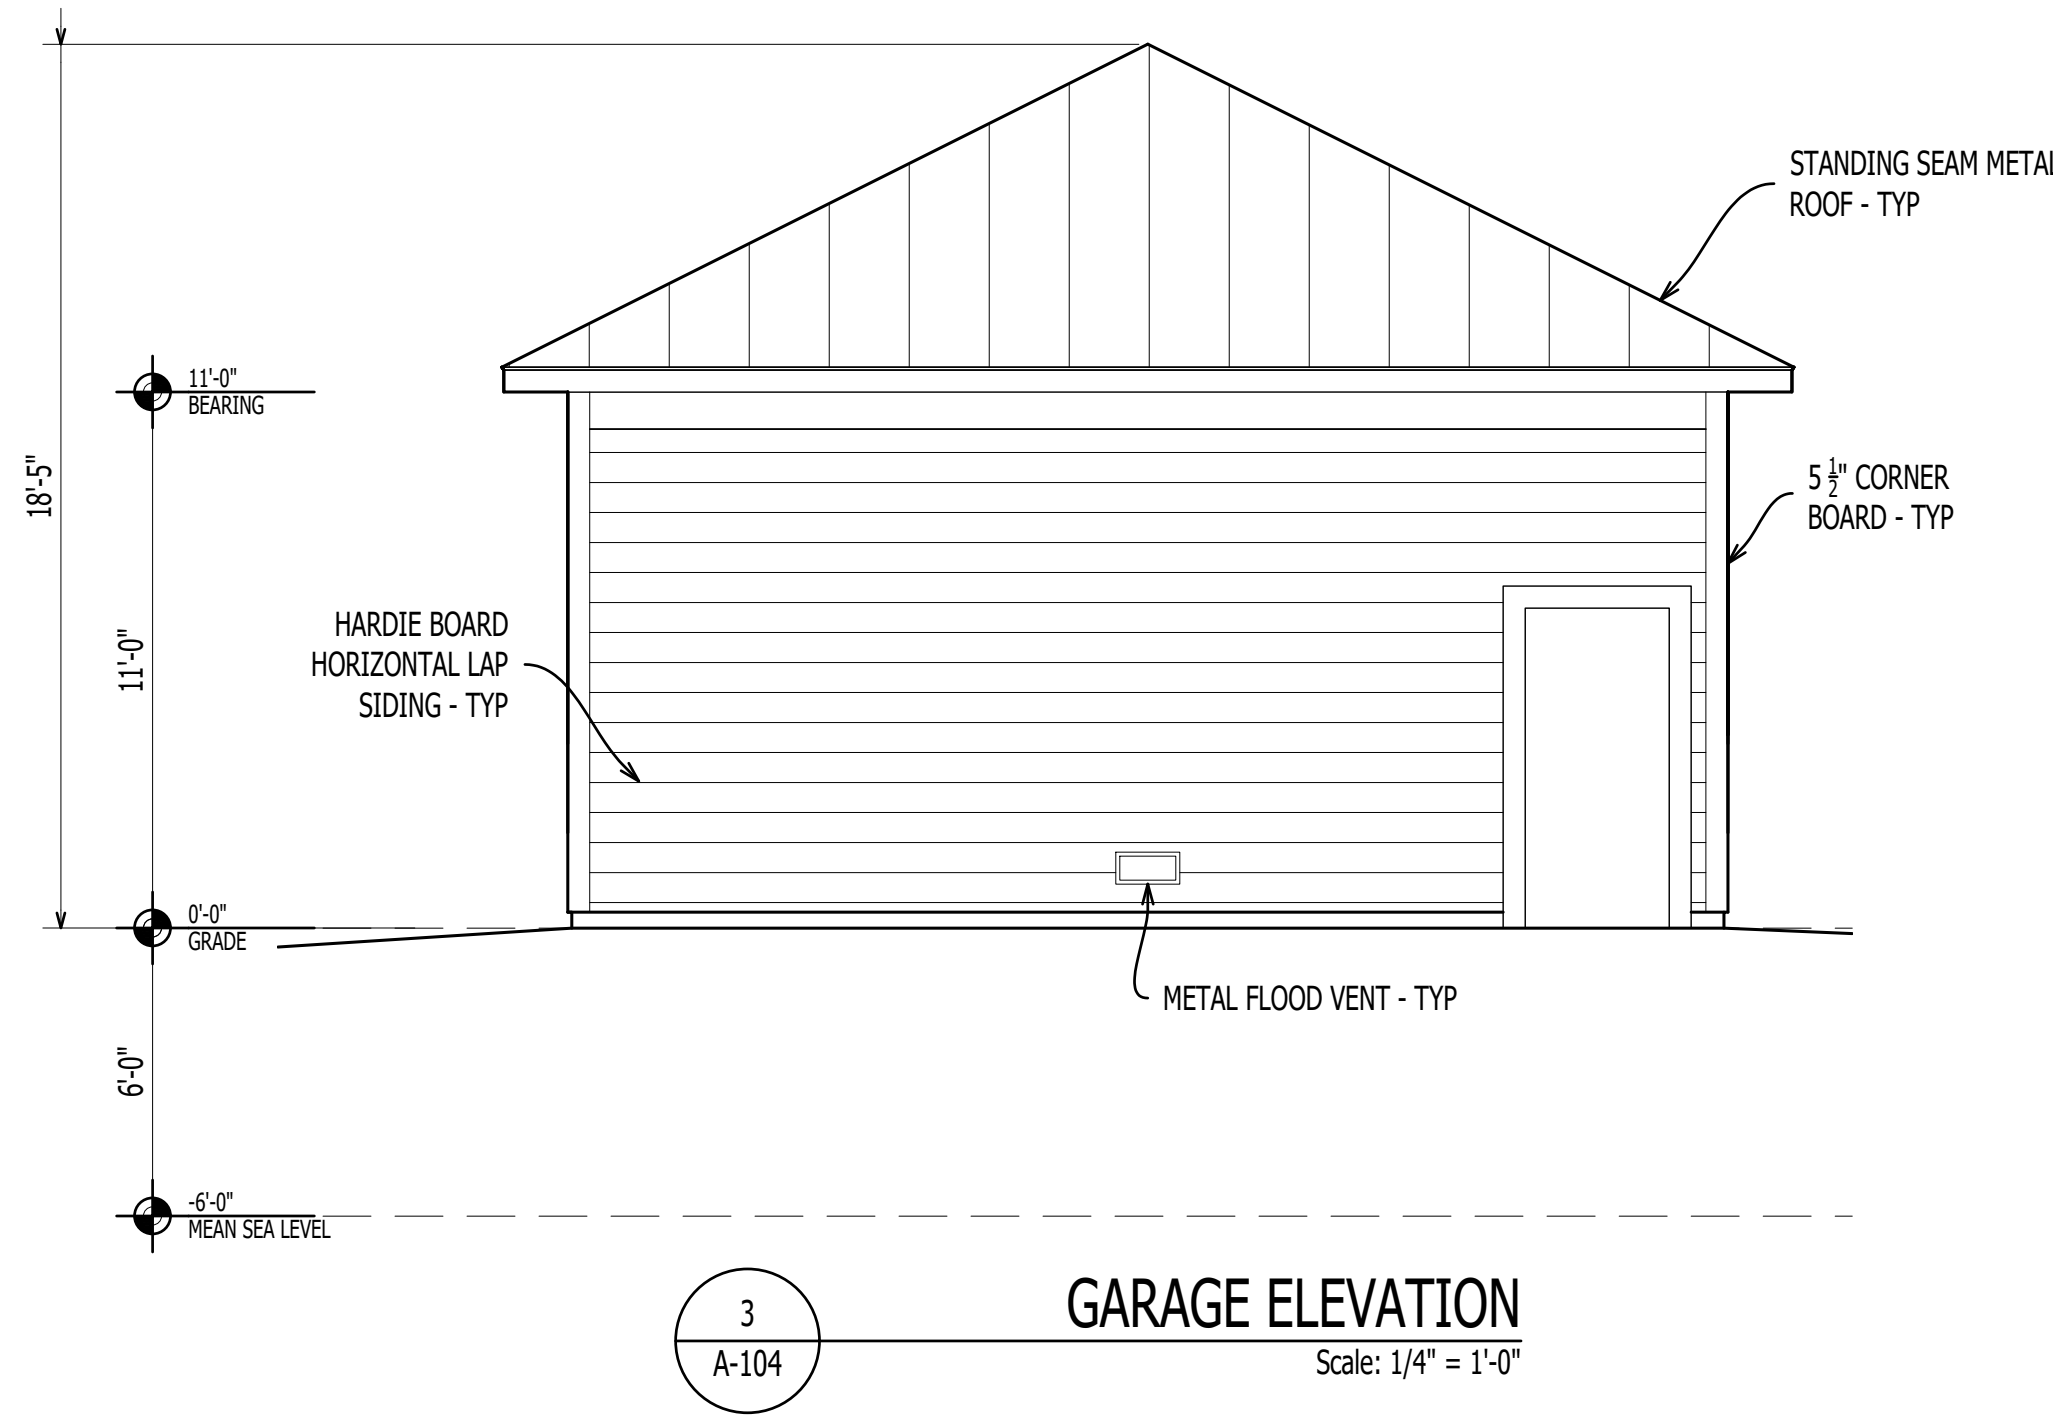 STANDING SEAM METAL
ROOF - TYP
11'-0"
BEARING
18'-5"
5 1/2" CORNER
BOARD - TYP
HARDIE BOARD
HORIZONTAL LAP
SIDING - TYP
11'-0"
0'-0"
GRADE
METAL FLOOD VENT - TYP
6'-0"
-6'-0"
MEAN SEA LEVEL
3
A-104
GARAGE ELEVATION
Scale: 1/4" = 1'-0"